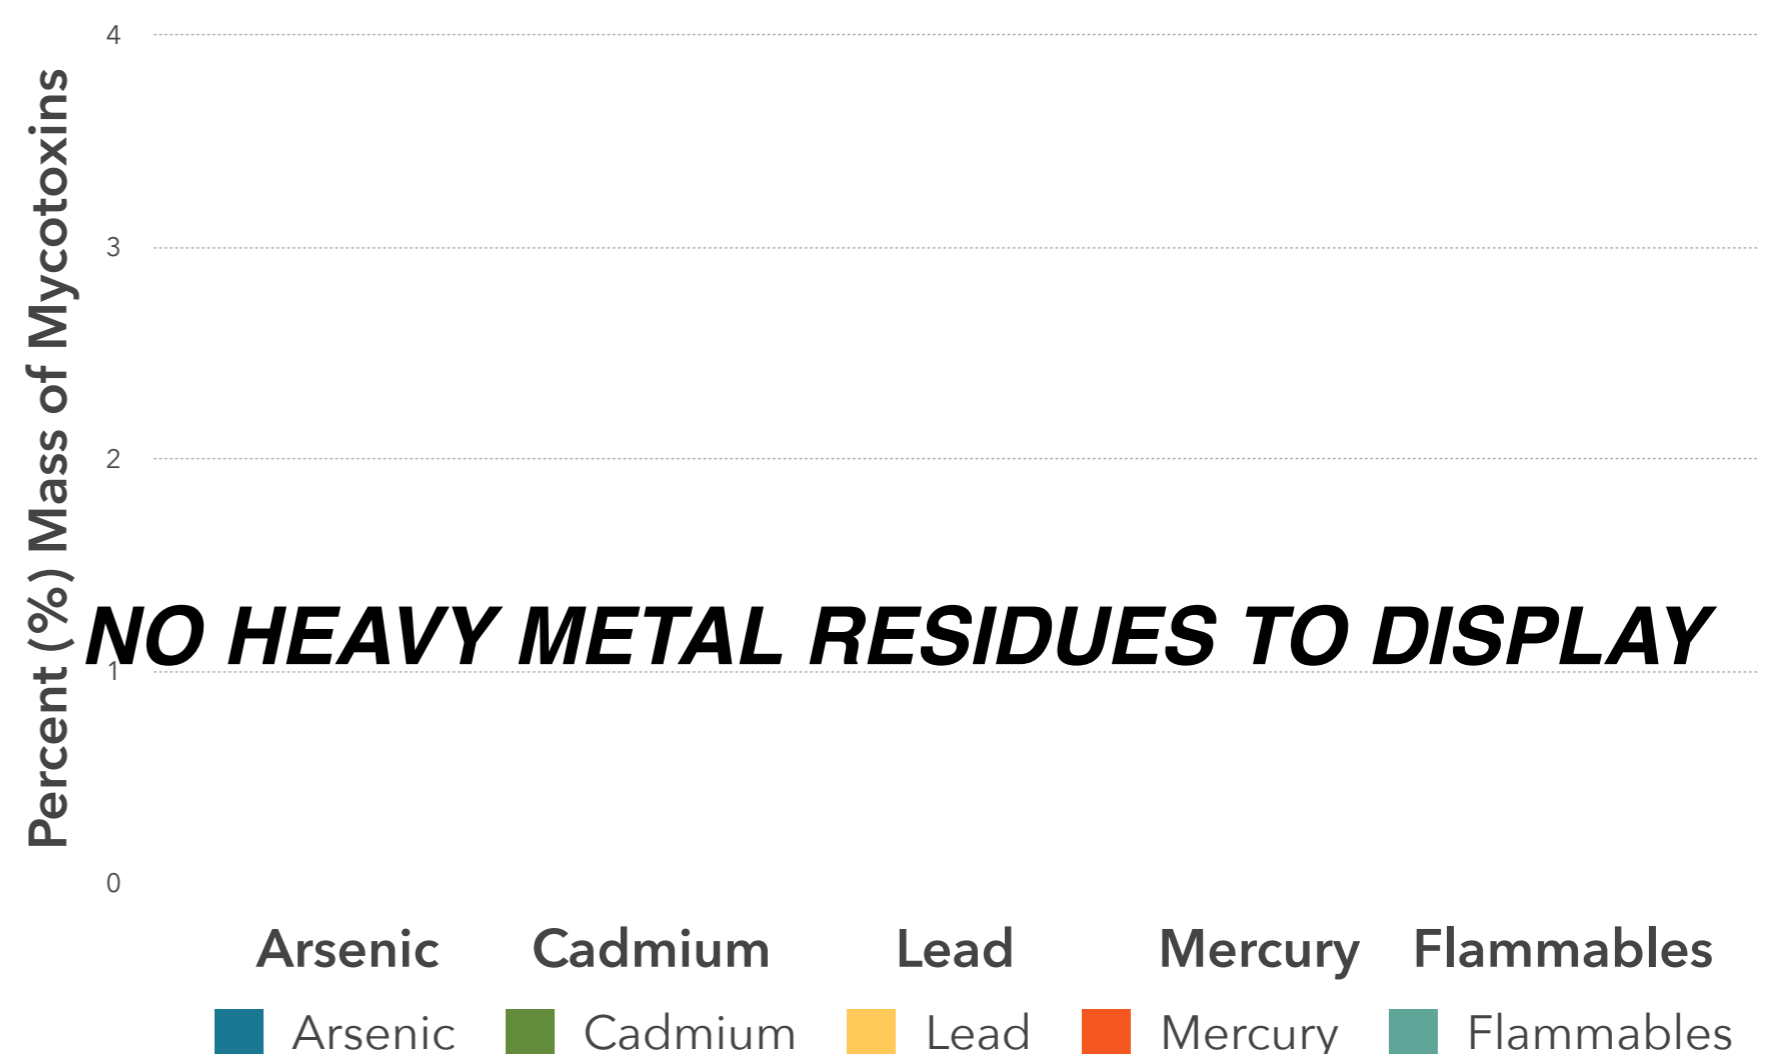 Percent (%) Mass of Mycotoxins
4
3
2
NO HEAVY METAL RESIDUES TO DISPLAY
1
0
Arsenic Cadmium Lead Mercury Flammables
Arsenic Cadmium Lead Mercury Flammables